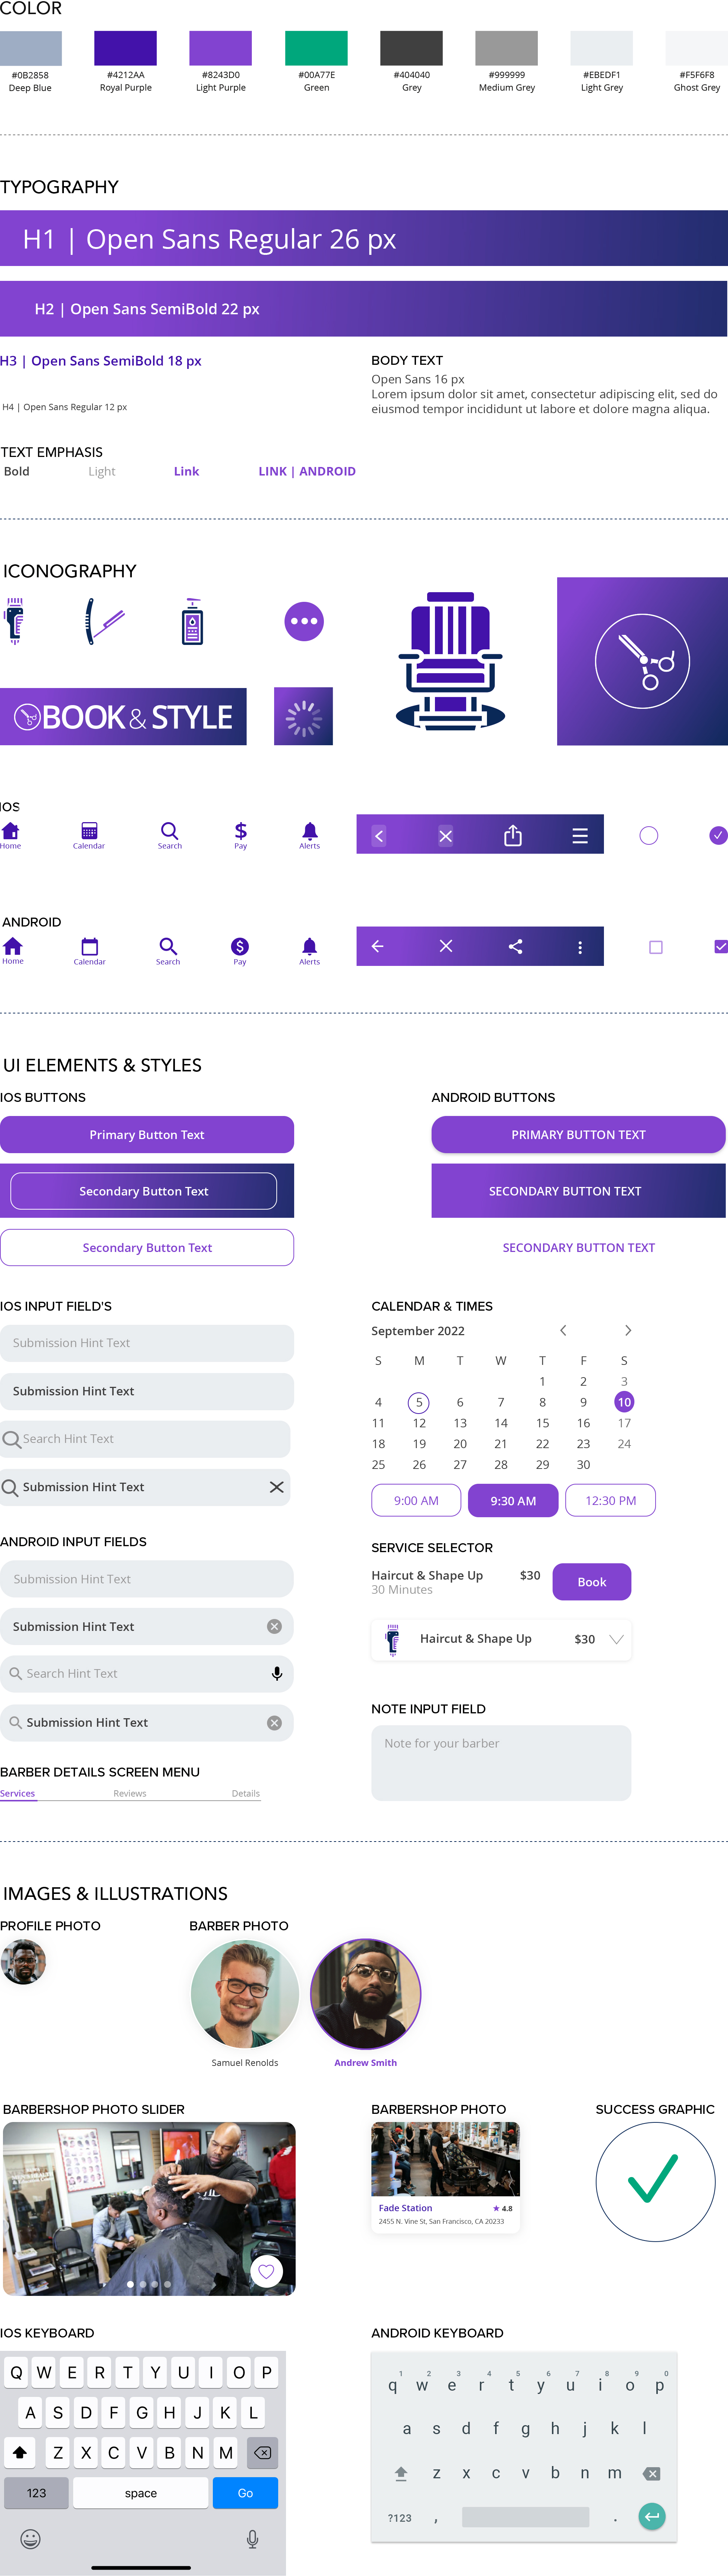 COLOR
#0B2858
Deep Blue
#4212AA
Royal Purple
#8243D0
Light Purple
#00A77E
Green
#404040
Grey
#999999
Medium Grey
#EBEDF1
Light Grey
#F5F6F8
Ghost Grey
TYPOGRAPHY
H1 | Open Sans Regular 26 px
H2 | Open Sans SemiBold 22 px
H3 | Open Sans SemiBold 18 px
H4 | Open Sans Regular 12 px
BODY TEXT
Open Sans 16 px
Lorem ipsum dolor sit amet, consectetur adipiscing elit, sed do
eiusmod tempor incididunt ut labore et dolore magna aliqua.
TEXT EMPHASIS
Bold
Light
Link
LINK | ANDROID
ICONOGRAPHY
BOOK & STYLE
IOS
Home
Calendar
Search
$
Pay
Alerts
ANDROID
Home
Calendar
Search
$
Pay
Alerts
UI ELEMENTS & STYLES
IOS BUTTONS
Primary Button Text
Secondary Button Text
Secondary Button Text
ANDROID BUTTONS
PRIMARY BUTTON TEXT
SECONDARY BUTTON TEXT
SECONDARY BUTTON TEXT
IOS INPUT FIELD'S
Submission Hint Text
Submission Hint Text
Search Hint Text
Submission Hint Text
ANDROID INPUT FIELDS
Submission Hint Text
Submission Hint Text
Search Hint Text
Submission Hint Text
BARBER DETAILS SCREEN MENU
Services Reviews Details
CALENDAR & TIMES
September 2022
S M T W T F S
1 2 3
4 5 6 7 8 9 10
11 12 13 14 15 16 17
18 19 20 21 22 23 24
25 26 27 28 29 30
9:00 AM 9:30 AM 12:30 PM
SERVICE SELECTOR
Haircut & Shape Up $30 Book
30 Minutes
Haircut & Shape Up $30
NOTE INPUT FIELD
Note for your barber
IMAGES & ILLUSTRATIONS
PROFILE PHOTO
BARBER PHOTO
Samuel Renolds
Andrew Smith
BARBERSHOP PHOTO SLIDER
BARBERSHOP PHOTO
Fade Station ★ 4.8
2455 N. Vine St, San Francisco, CA 20233
SUCCESS GRAPHIC
IOS KEYBOARD
Q W E R T Y U I O P
A S D F G H J K L
Z X C V B N M
123 space Go
ANDROID KEYBOARD
1 2 3 4 5 6 7 8 9 0
q w e r t y u i o p
a s d f g h j k l
z x c v b n m
?123 , .